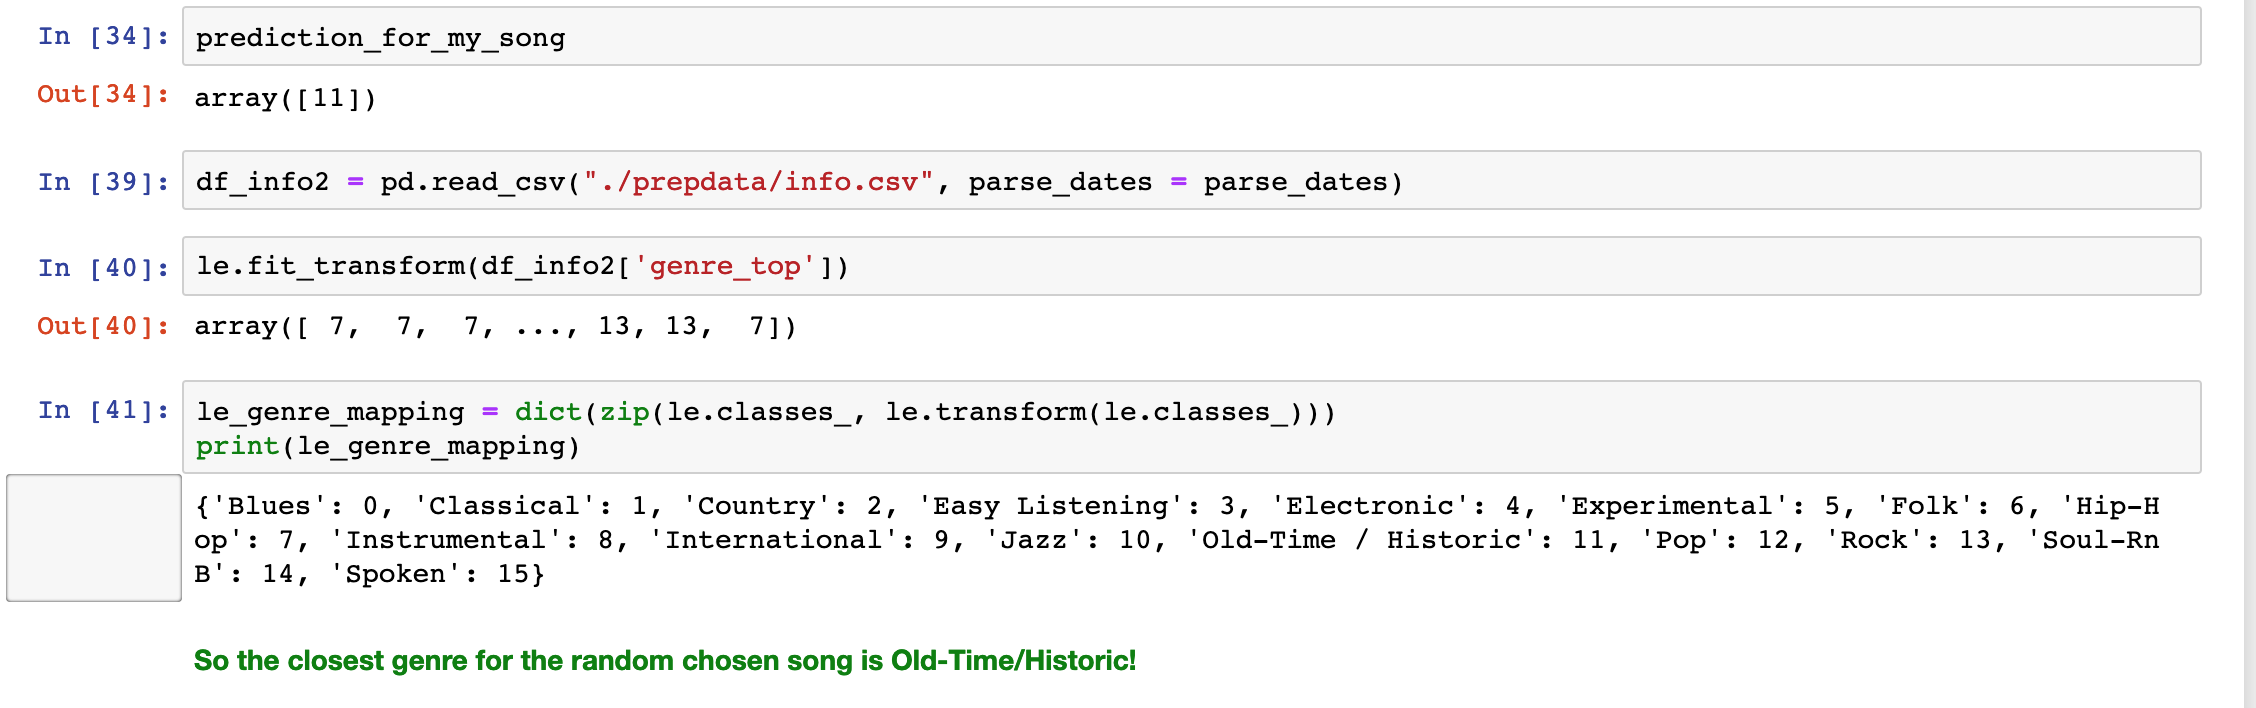 In [34]: prediction_for_my_song
Out[34]: array([11])
In [39]: df_info2 = pd.read_csv("./prepdata/info.csv", parse_dates = parse_dates)
In [40]: le.fit_transform(df_info2['genre_top'])
Out[40]: array([ 7,  7,  7, ..., 13, 13,  7])
In [41]: le_genre_mapping = dict(zip(le.classes_, le.transform(le.classes_)))
print(le_genre_mapping)
{'Blues': 0, 'Classical': 1, 'Country': 2, 'Easy Listening': 3, 'Electronic': 4, 'Experimental': 5, 'Folk': 6, 'Hip-H
op': 7, 'Instrumental': 8, 'International': 9, 'Jazz': 10, 'Old-Time / Historic': 11, 'Pop': 12, 'Rock': 13, 'Soul-Rn
B': 14, 'Spoken': 15}
So the closest genre for the random chosen song is Old-Time/Historic!